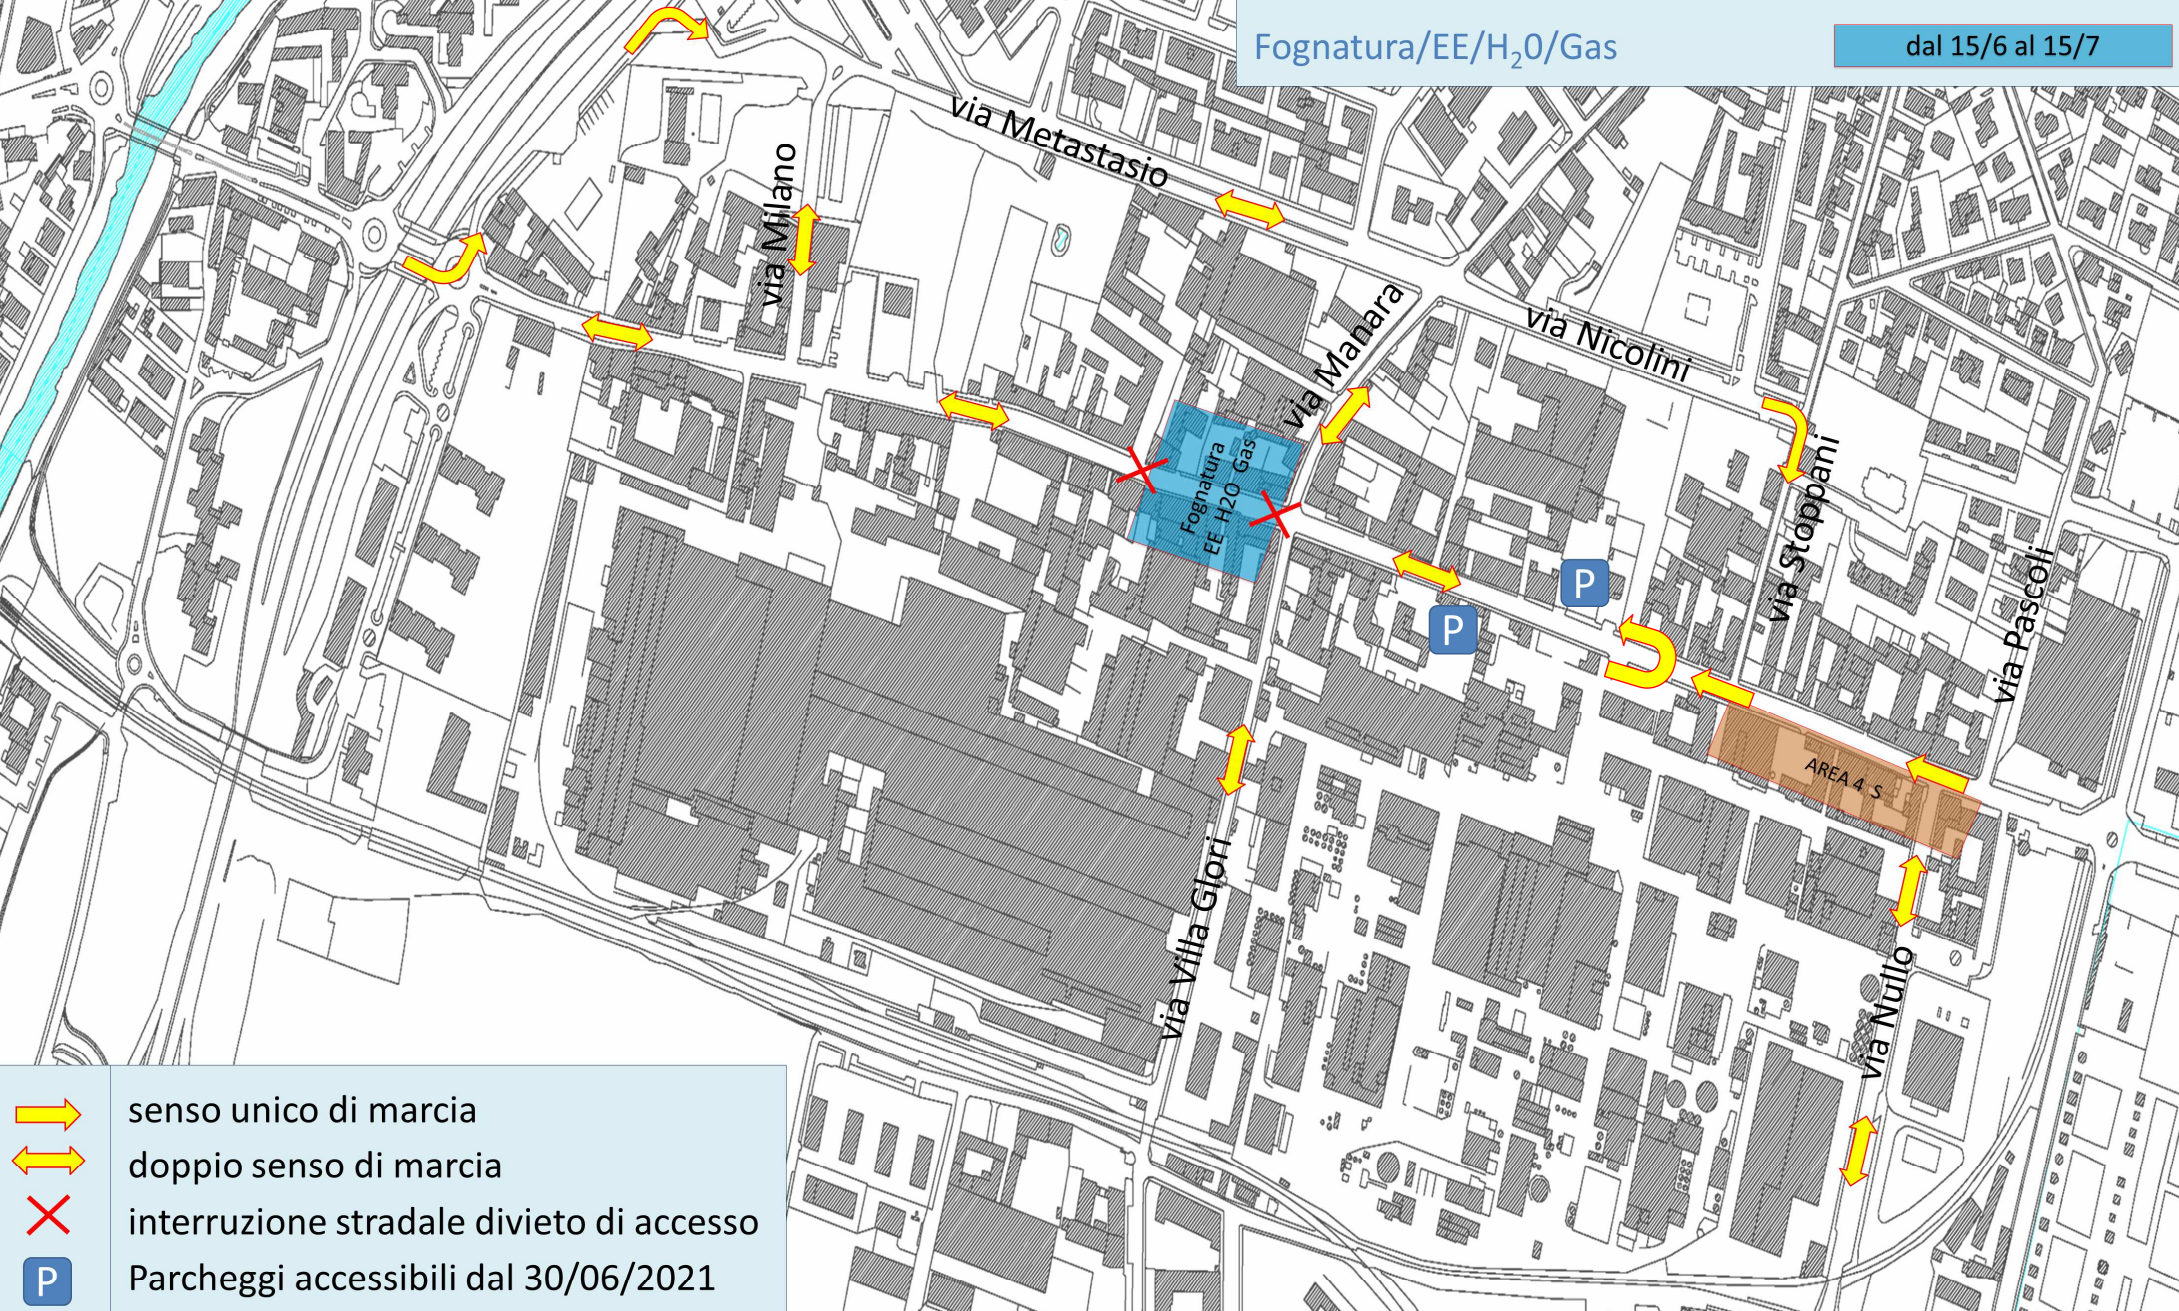 Fognatura/EE/H₂0/Gas
dal 15/6 al 15/7
via Metastasio
via Milano
via Manara
via Nicolini
via Stoppani
via Pascoli
Fognatura
EE H2O Gas
P
P
AREA 4 S
via Villa Glori
via Nullo
senso unico di marcia
doppio senso di marcia
interruzione stradale divieto di accesso
P Parcheggi accessibili dal 30/06/2021